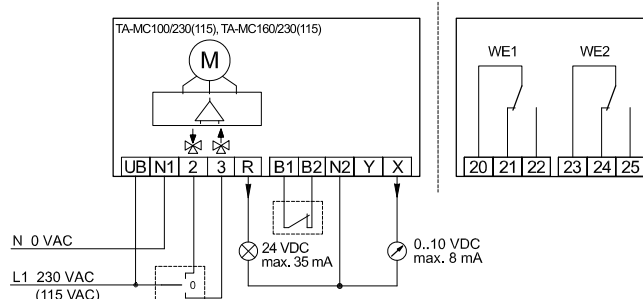 TA-MC100/230(115), TA-MC160/230(115)
M
WE1 WE2
UB N1 2 3 R B1 B2 N2 Y X
20 21 22 23 24 25
N 0 VAC
24 VDC
max. 35 mA
0..10 VDC
max. 8 mA
L1 230 VAC
(115 VAC)
0